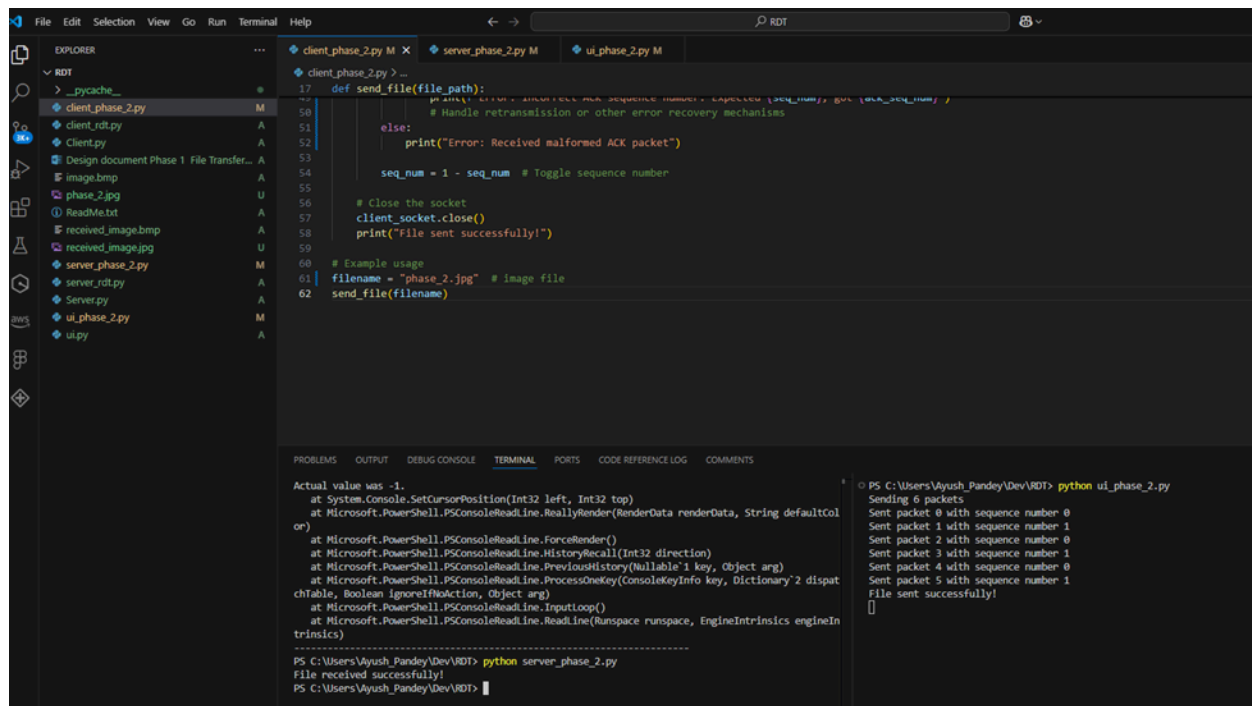 File Edit Selection View Go Run Terminal Help
RDT
EXPLORER
RDT
__pycache__
client_phase_2.py M
client_rdt.py A
Client.py A
Design document Phase 1 File Transfer... A
image.bmp A
phase_2.jpg U
ReadMe.txt A
received_image.bmp A
received_image.jpg U
server_phase_2.py M
server_rdt.py A
Server.py A
ui_phase_2.py M
ui.py A
aws
client_phase_2.py M server_phase_2.py M ui_phase_2.py M
client_phase_2.py > ...
17 def send_file(file_path):
50 # Handle retransmission or other error recovery mechanisms
51 else:
52 print("Error: Received malformed ACK packet")
53
54 seq_num = 1 - seq_num # Toggle sequence number
55
56 # Close the socket
57 client_socket.close()
58 print("File sent successfully!")
59
60 # Example usage
61 filename = "phase_2.jpg" # image file
62 send_file(filename)
PROBLEMS OUTPUT DEBUG CONSOLE TERMINAL PORTS CODE REFERENCE LOG COMMENTS
Actual value was -1.
at System.Console.SetCursorPosition(Int32 left, Int32 top)
at Microsoft.PowerShell.PSConsoleReadLine.ReallyRender(RenderData renderData, String defaultCol
or)
at Microsoft.PowerShell.PSConsoleReadLine.ForceRender()
at Microsoft.PowerShell.PSConsoleReadLine.HistoryRecall(Int32 direction)
at Microsoft.PowerShell.PSConsoleReadLine.PreviousHistory(Nullable`1 key, Object arg)
at Microsoft.PowerShell.PSConsoleReadLine.ProcessOneKey(ConsoleKeyInfo key, Dictionary`2 dispat
chTable, Boolean ignoreIfNoAction, Object arg)
at Microsoft.PowerShell.PSConsoleReadLine.InputLoop()
at Microsoft.PowerShell.PSConsoleReadLine.ReadLine(Runspace runspace, EngineIntrinsics engineIn
trinsics)
-----------------------------------------------------------------------
PS C:\Users\Ayush_Pandey\Dev\RDT> python server_phase_2.py
File received successfully!
PS C:\Users\Ayush_Pandey\Dev\RDT>
PS C:\Users\Ayush_Pandey\Dev\RDT> python ui_phase_2.py
Sending 6 packets
Sent packet 0 with sequence number 0
Sent packet 1 with sequence number 1
Sent packet 2 with sequence number 0
Sent packet 3 with sequence number 1
Sent packet 4 with sequence number 0
Sent packet 5 with sequence number 1
File sent successfully!